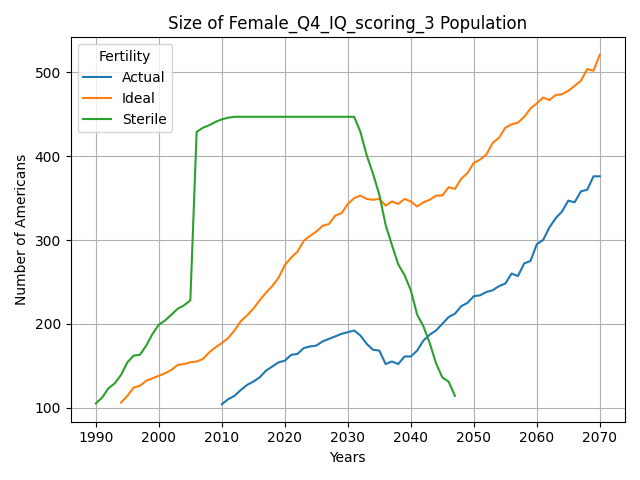 Size of Female_Q4_IQ_scoring_3 Population
Fertility
Actual
Ideal
Sterile
Number of Americans
500
400
300
200
100
1990 2000 2010 2020 2030 2040 2050 2060 2070
Years